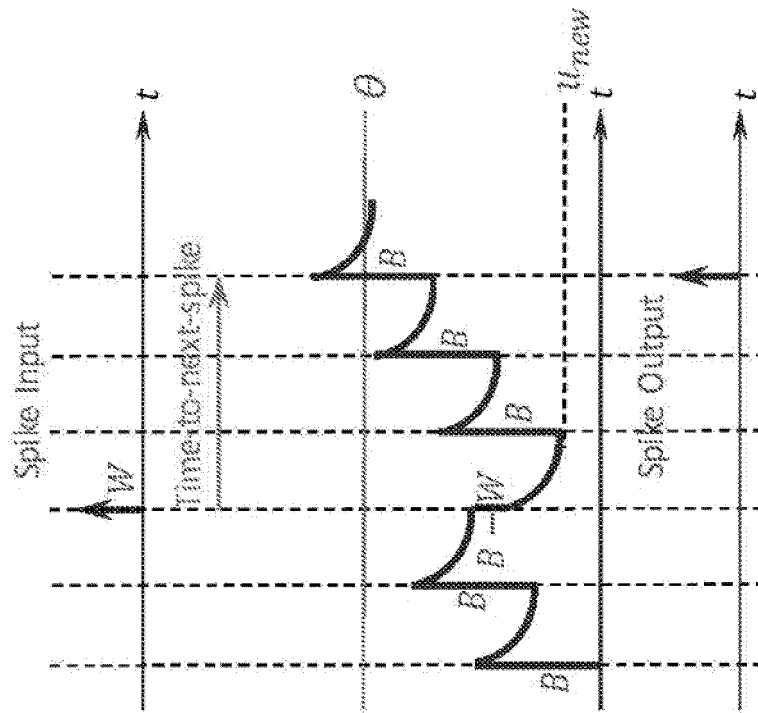 Spike Input
W
t
Time-to-next-spike
θ
B
B
B
B - W
B
B
u_new
t
Spike Output
t